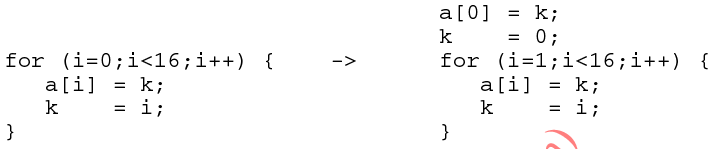 a[0] = k;
k    = 0;
for (i=0;i<16;i++) {    ->    for (i=1;i<16;i++) {
   a[i] = k;                     a[i] = k;
   k    = i;                     k    = i;
}                             }